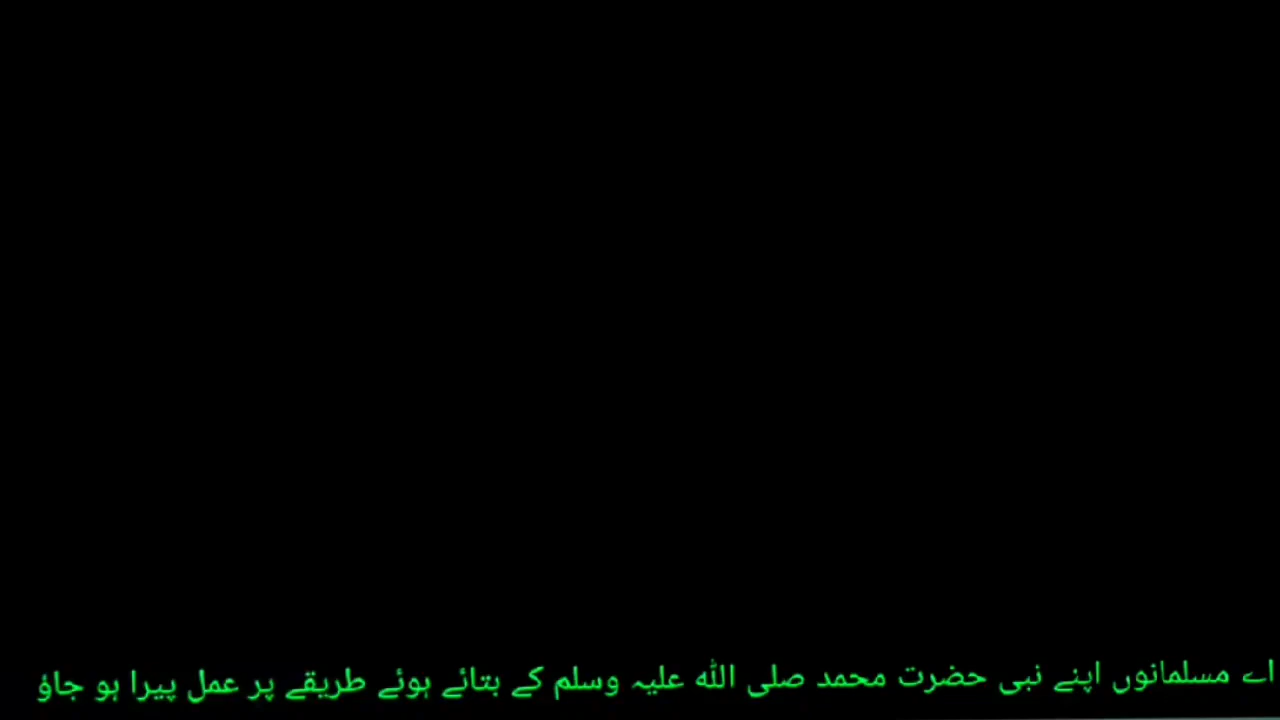 اے مسلمانوں اپنے نبی حضرت محمد صلی اللہ علیہ وسلم کے بتائے ہوئے طریقے پر عمل پیرا ہو جاؤ